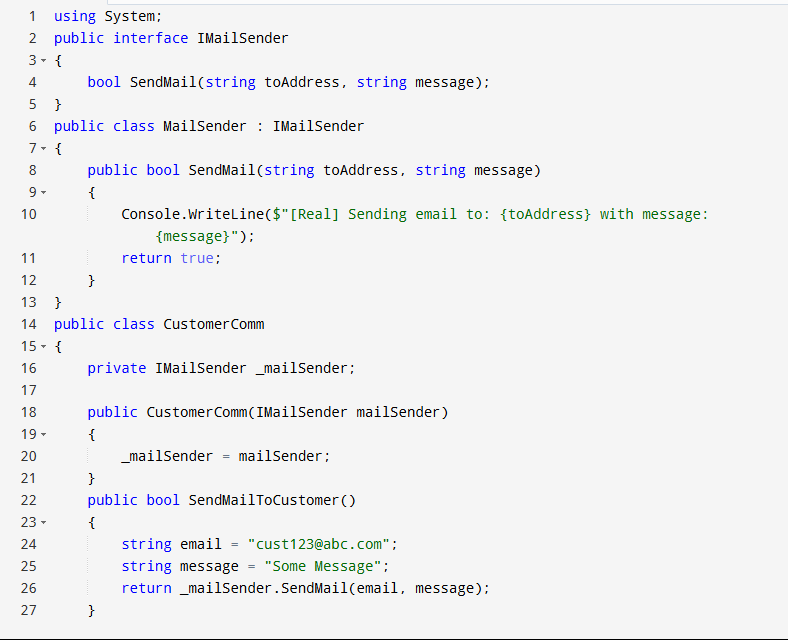 1 using System;
2 public interface IMailSender
3 {
4     bool SendMail(string toAddress, string message);
5 }
6 public class MailSender : IMailSender
7 {
8     public bool SendMail(string toAddress, string message)
9     {
10         Console.WriteLine($"[Real] Sending email to: {toAddress} with message:
            {message}");
11         return true;
12     }
13 }
14 public class CustomerComm
15 {
16     private IMailSender _mailSender;
17
18     public CustomerComm(IMailSender mailSender)
19     {
20         _mailSender = mailSender;
21     }
22     public bool SendMailToCustomer()
23     {
24         string email = "cust123@abc.com";
25         string message = "Some Message";
26         return _mailSender.SendMail(email, message);
27     }